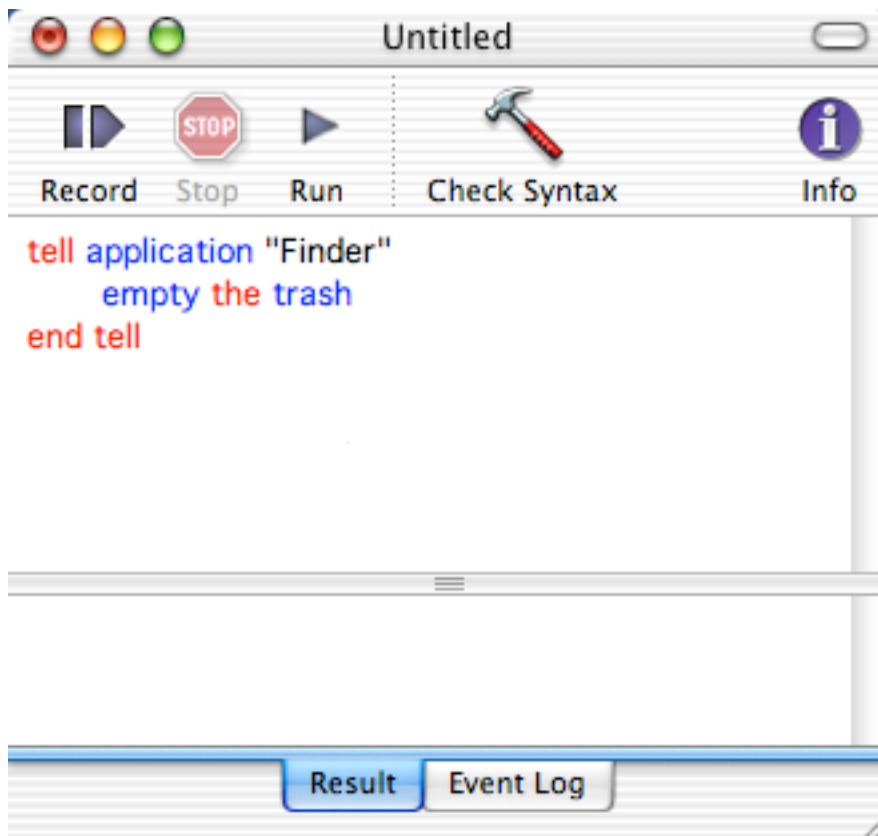 Untitled
STOP
Record Stop Run Check Syntax Info
tell application "Finder"
empty the trash
end tell
Result Event Log